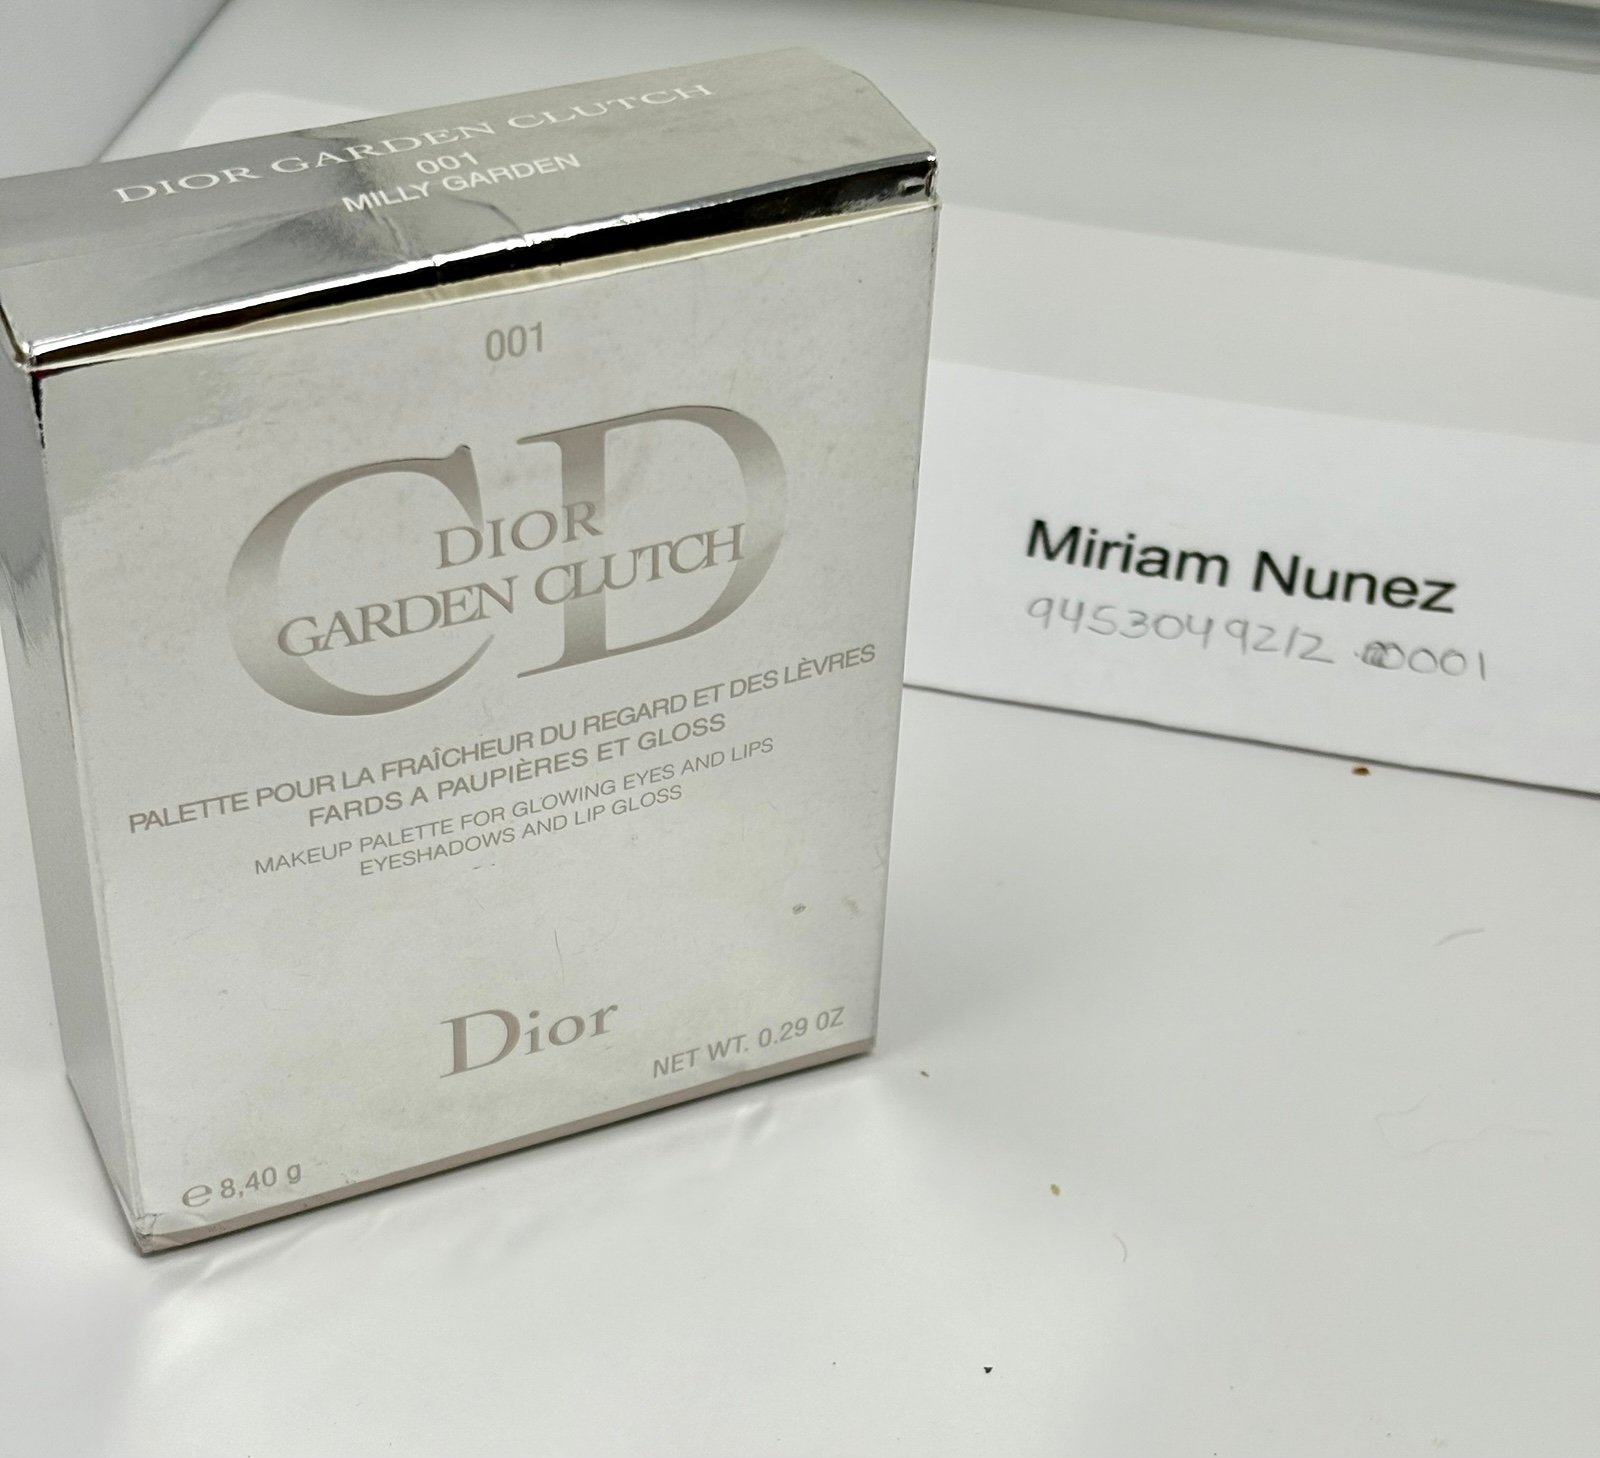 DIOR GARDEN CLUTCH
001
MILLY GARDEN
001
CD
DIOR
GARDEN CLUTCH
PALETTE POUR LA FRAÎCHEUR DU REGARD ET DES LÈVRES
FARDS A PAUPIÈRES ET GLOSS
MAKEUP PALETTE FOR GLOWING EYES AND LIPS
EYESHADOWS AND LIP GLOSS
Dior
NET WT. 0.29 OZ
℮ 8,40 g
Miriam Nunez
9453049212